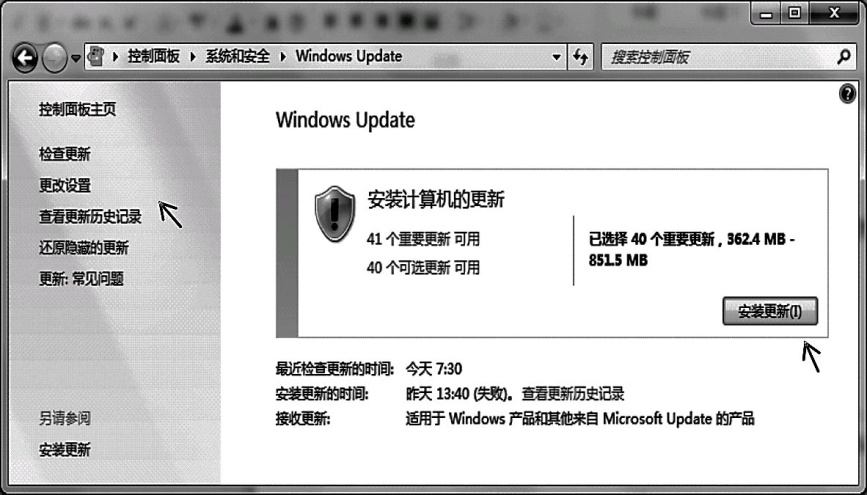 控制面板 系统和安全 Windows Update
搜索控制面板
控制面板主页
检查更新
更改设置
查看更新历史记录
还原隐藏的更新
更新: 常见问题
另请参阅
安装更新
Windows Update
安装计算机的更新
41 个重要更新 可用
40 个可选更新 可用
已选择 40 个重要更新，362.4 MB -
851.5 MB
安装更新(I)
最近检查更新的时间: 今天 7:30
安装更新的时间: 昨天 13:40 (失败)。查看更新历史记录
接收更新: 适用于 Windows 产品和其他来自 Microsoft Update 的产品